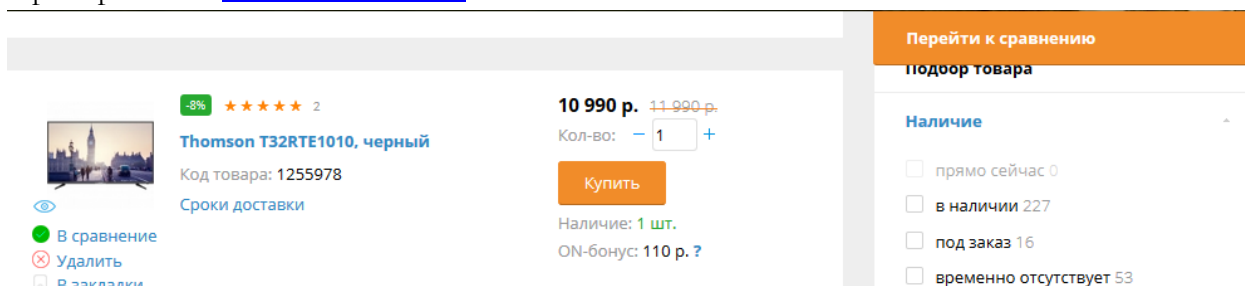 Перейти к сравнению
Подбор товара
-8% ★★★★★ 2
Thomson T32RTE1010, черный
Код товара: 1255978
Сроки доставки
В сравнение
Удалить
В закладки
10 990 р. 11 990 р.
Кол-во: − 1 +
Купить
Наличие: 1 шт.
ON-бонус: 110 р. ?
Наличие
прямо сейчас 0
в наличии 227
под заказ 16
временно отсутствует 53